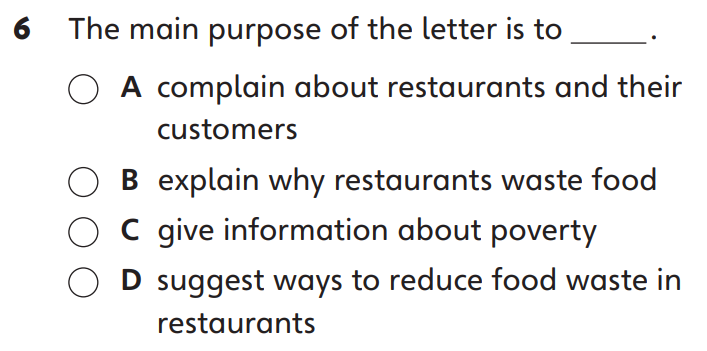 6 The main purpose of the letter is to _____.
A complain about restaurants and their
customers
B explain why restaurants waste food
C give information about poverty
D suggest ways to reduce food waste in
restaurants